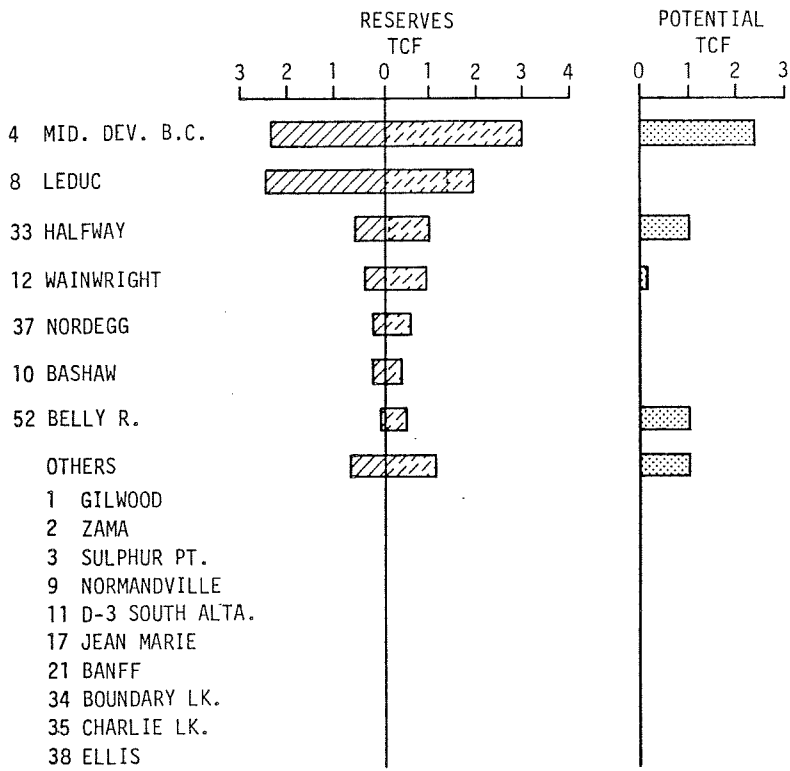 RESERVES POTENTIAL
TCF TCF
3 2 1 0 1 2 3 4 0 1 2 3
4 MID. DEV. B.C.
8 LEDUC
33 HALFWAY
12 WAINWRIGHT
37 NORDEGG
10 BASHAW
52 BELLY R.
OTHERS
1 GILWOOD
2 ZAMA
3 SULPHUR PT.
9 NORMANDVILLE
11 D-3 SOUTH ALTA.
17 JEAN MARIE
21 BANFF
34 BOUNDARY LK.
35 CHARLIE LK.
38 ELLIS